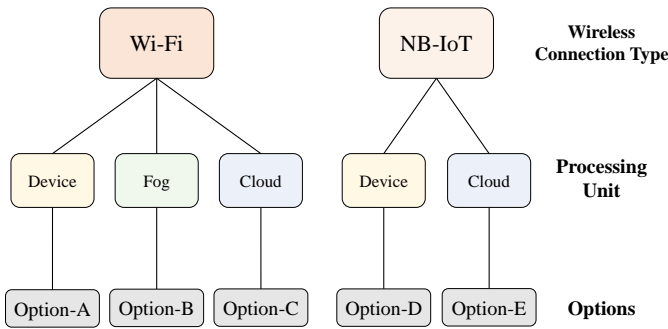 Wi-Fi
NB-IoT
Wireless
Connection Type
Device
Fog
Cloud
Device
Cloud
Processing
Unit
Option-A
Option-B
Option-C
Option-D
Option-E
Options